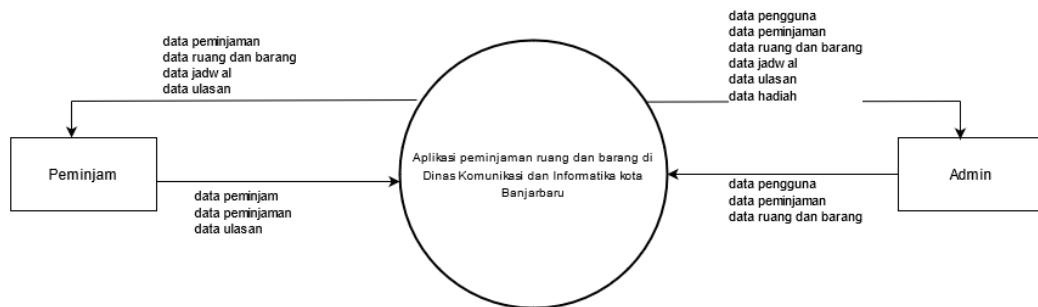 data peminjaman
data ruang dan barang
data jadwal
data ulasan
data pengguna
data peminjaman
data ruang dan barang
data jadwal
data ulasan
data hadiah
Peminjam
Aplikasi peminjaman ruang dan barang di
Dinas Komunikasi dan Informatika kota
Banjarbaru
Admin
data peminjam
data peminjaman
data ulasan
data pengguna
data peminjaman
data ruang dan barang